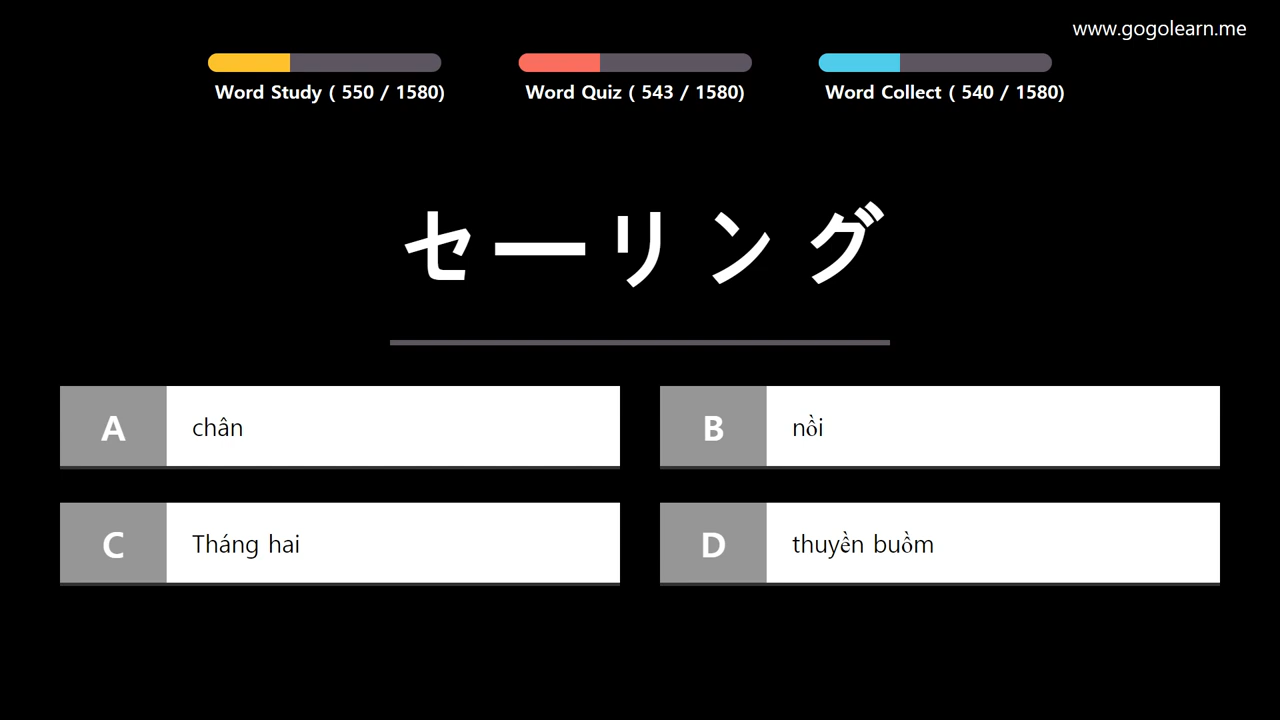 www.gogolearn.me
Word Study ( 550 / 1580)
Word Quiz ( 543 / 1580)
Word Collect ( 540 / 1580)
セーリング
A chân
B nồi
C Tháng hai
D thuyền buồm